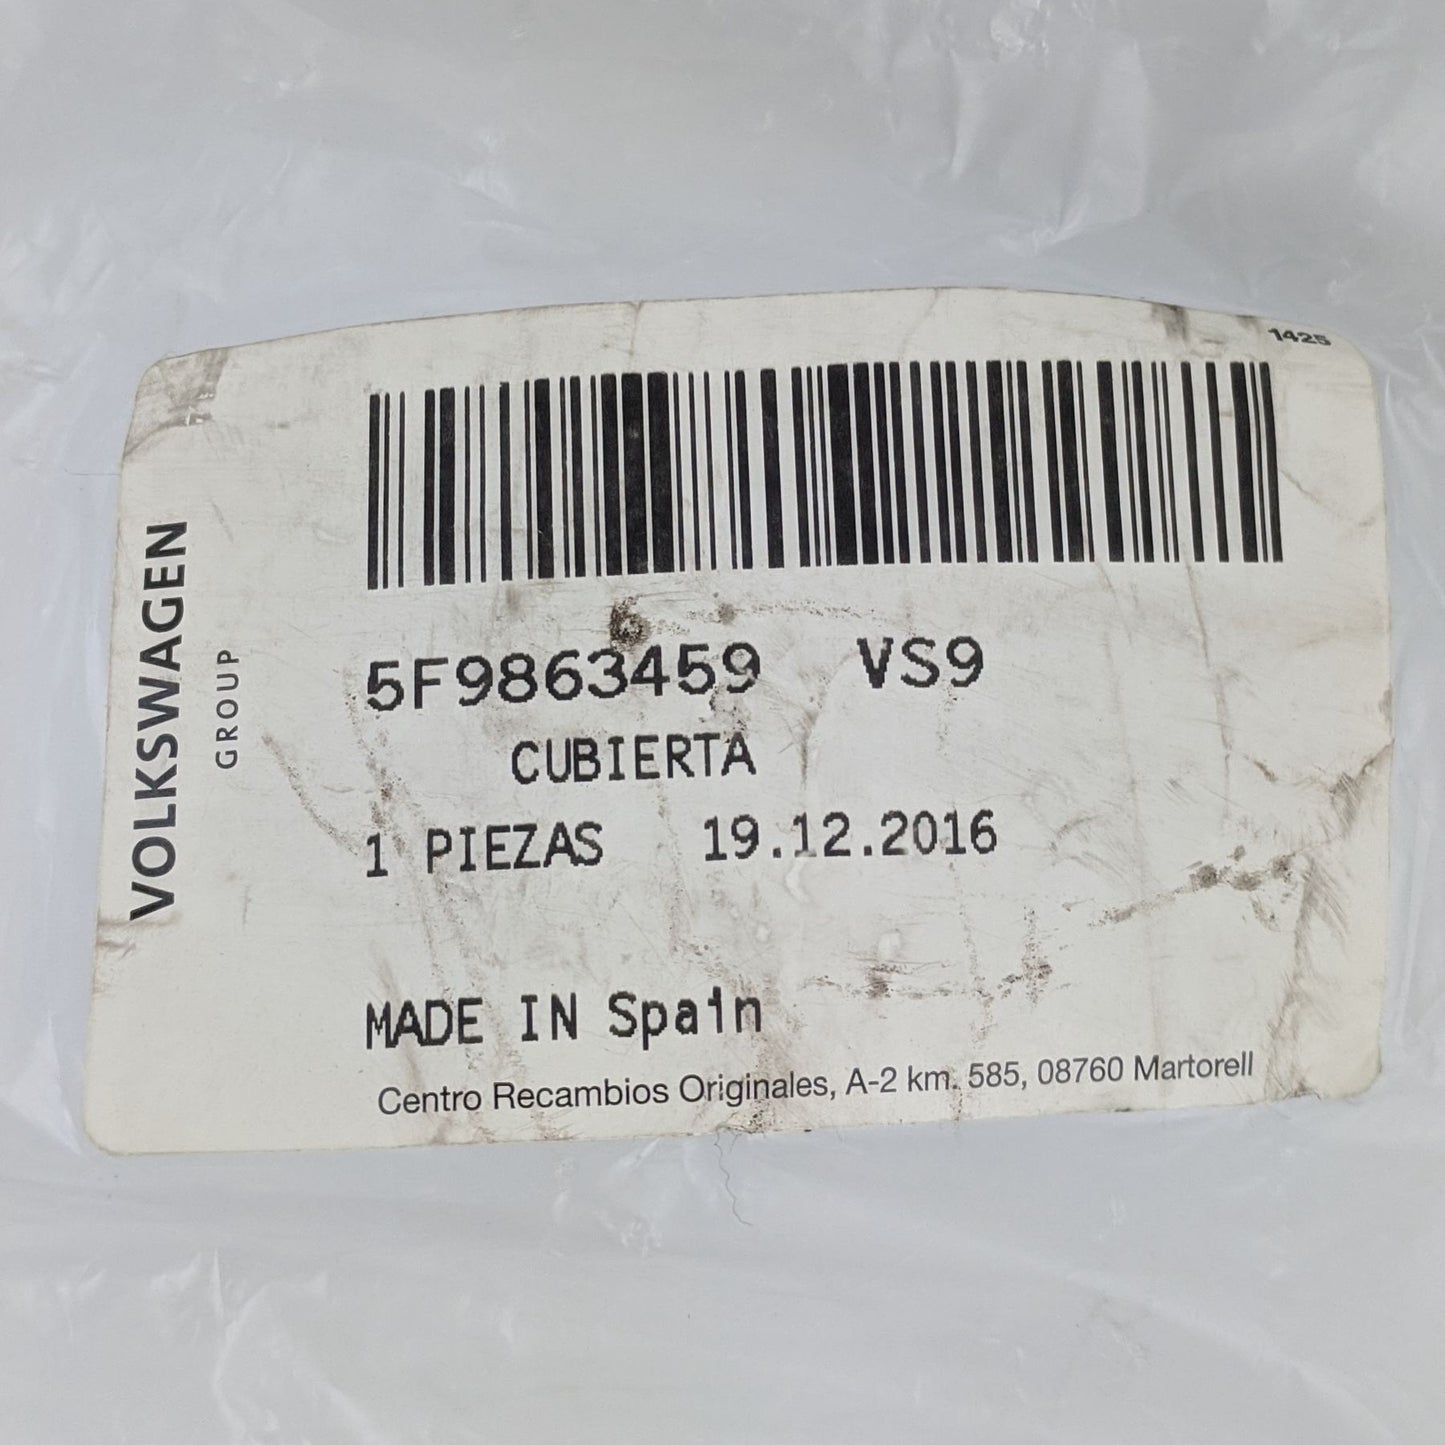 1425
VOLKSWAGEN
GROUP
5F9863459 VS9
CUBIERTA
1 PIEZAS 19.12.2016
MADE IN Spain
Centro Recambios Originales, A-2 km. 585, 08760 Martorell